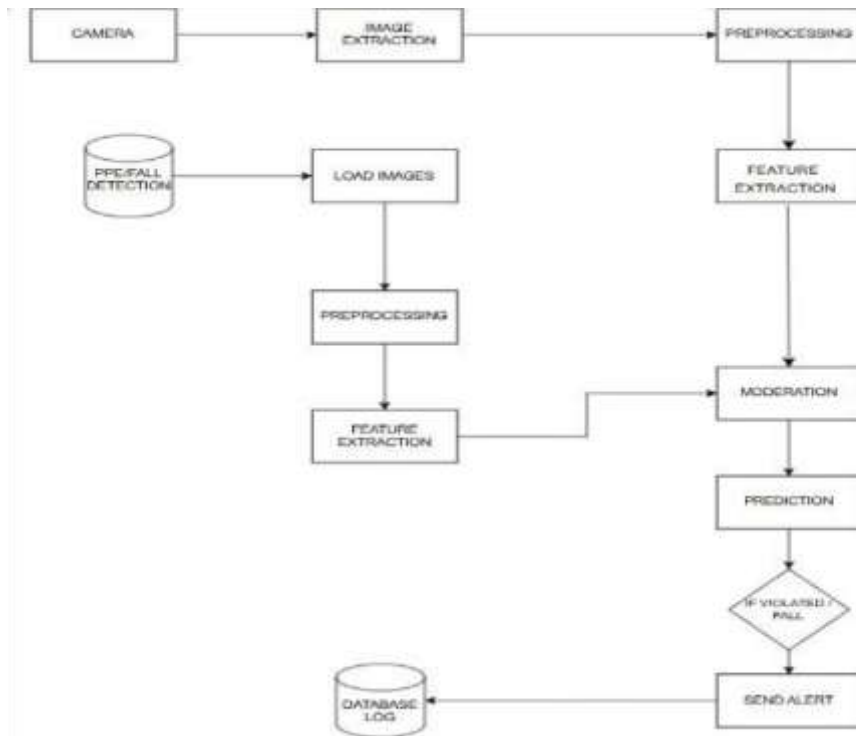 CAMERA
IMAGE
EXTRACTION
PREPROCESSING
PPE/FALL
DETECTION
LOAD IMAGES
FEATURE
EXTRACTION
PREPROCESSING
FEATURE
EXTRACTION
MODERATION
PREDICTION
IF VIOLATED /
FALL
DATABASE
LOG
SEND ALERT